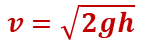 v = √2gh